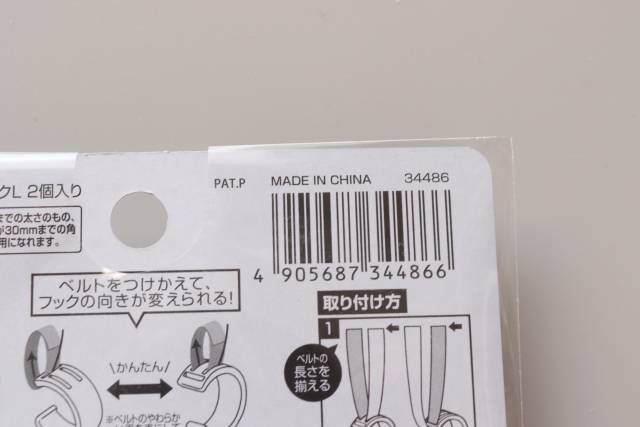 PAT.P MADE IN CHINA 34486
クL 2個入り
までの太さのもの、
が30mmまでの角
用になれます。
4 905687 344866
ベルトをつけかえて、
フックの向きが変えられる!
取り付け方
1
かんたん
ベルトの
長さを
揃える
※ベルトのやわらか